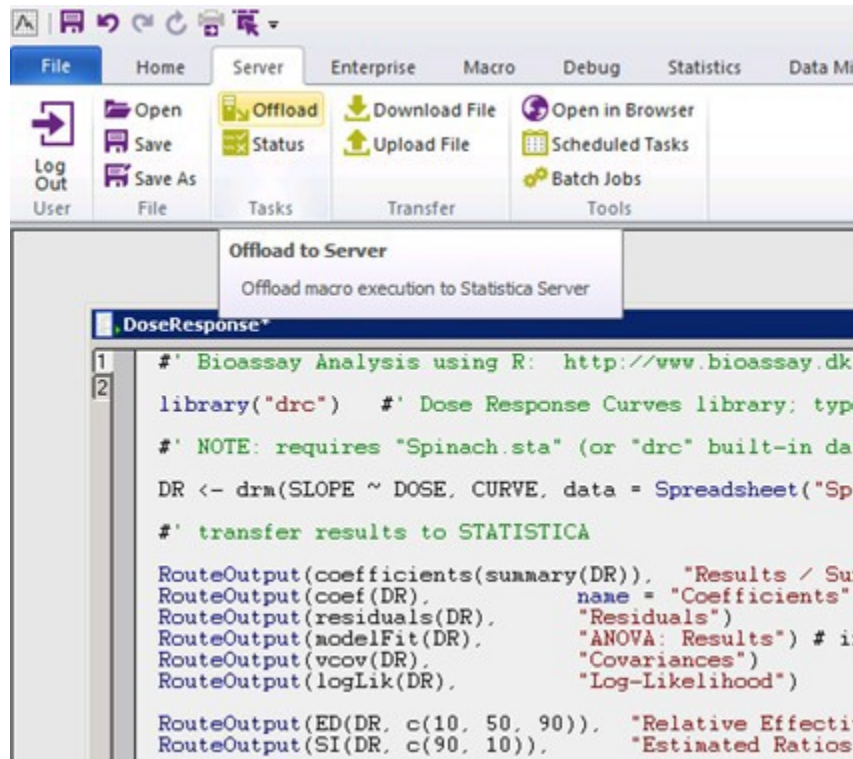 File Home Server Enterprise Macro Debug Statistics Data Mi
Open Offload Download File Open in Browser
Save Status Upload File Scheduled Tasks
Log Out Save As Batch Jobs
User File Tasks Transfer Tools
Offload to Server
Offload macro execution to Statistica Server
DoseResponse*
1 #' Bioassay Analysis using R: http://www.bioassay.dk
2
library("drc") #' Dose Response Curves library; typ
#' NOTE: requires "Spinach.sta" (or "drc" built-in da
DR <- drm(SLOPE ~ DOSE, CURVE, data = Spreadsheet("Sp
#' transfer results to STATISTICA
RouteOutput(coefficients(summary(DR)), "Results / Su
RouteOutput(coef(DR), name = "Coefficients"
RouteOutput(residuals(DR), "Residuals")
RouteOutput(modelFit(DR), "ANOVA: Results") # i
RouteOutput(vcov(DR), "Covariances")
RouteOutput(logLik(DR), "Log-Likelihood")
RouteOutput(ED(DR, c(10, 50, 90)), "Relative Effecti
RouteOutput(SI(DR, c(90, 10)), "Estimated Ratios